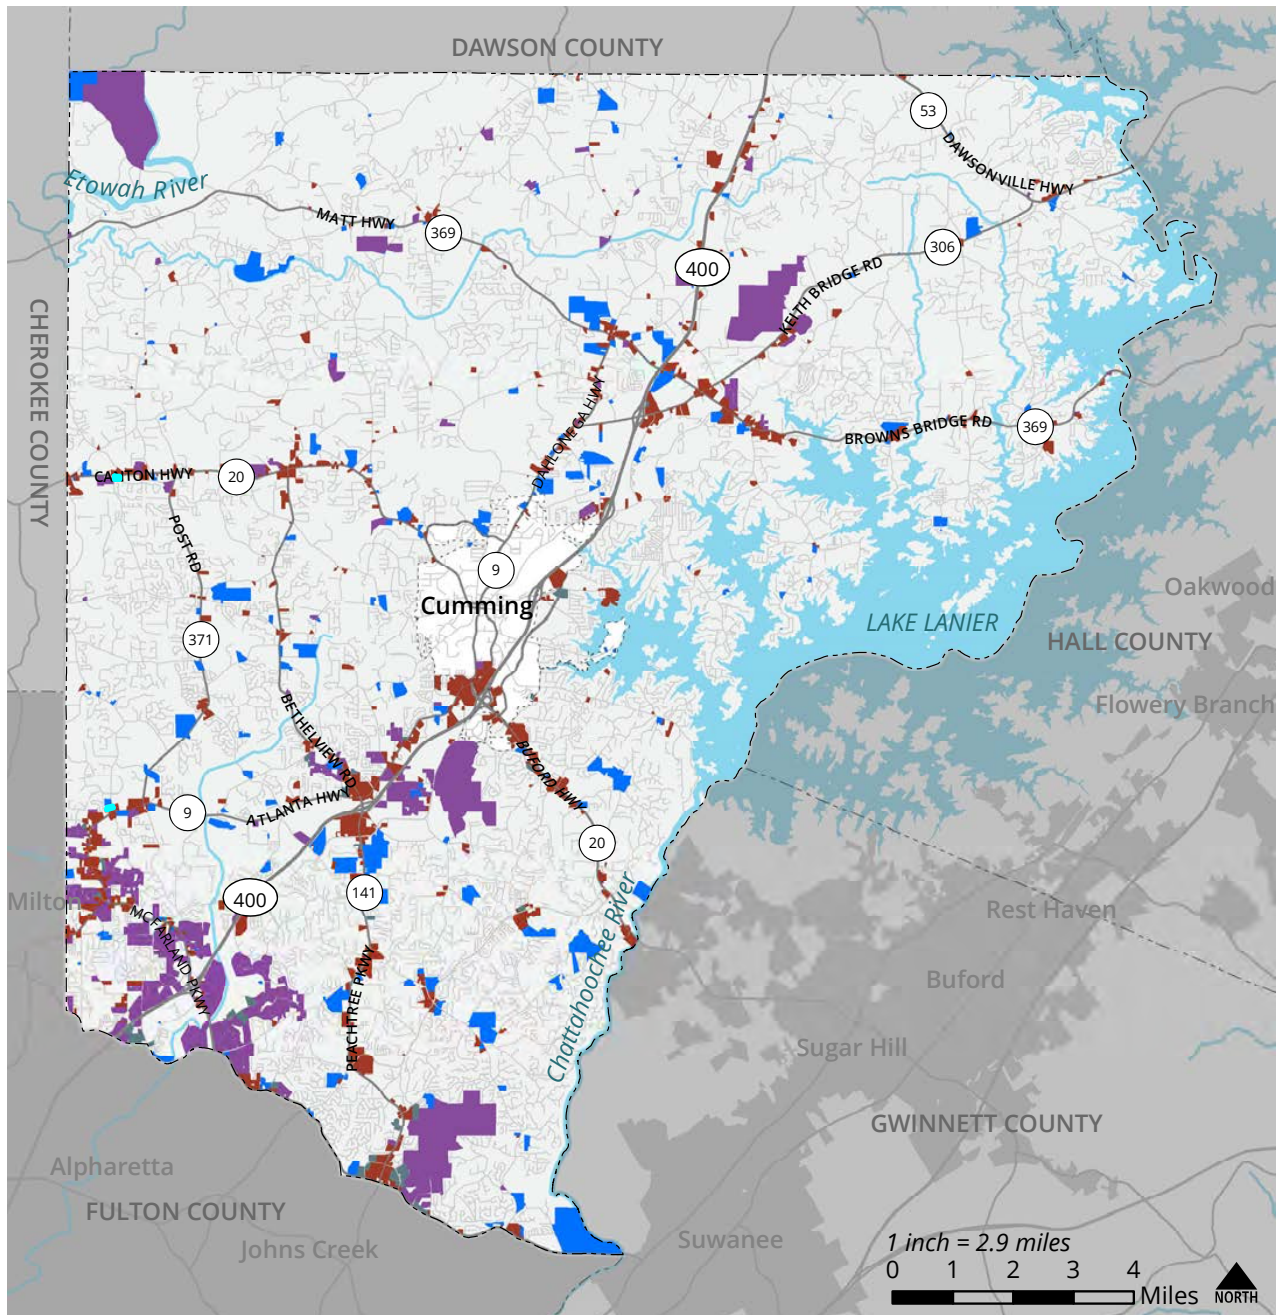 DAWSON COUNTY
53
DAWSONVILLE HWY
Etowah River
MATT HWY
369
306
400
KEITH BRIDGE RD
CHEROKEE COUNTY
DAHLONEGA HWY
BROWNS BRIDGE RD
369
CANTON HWY
20
POST RD
9
Cumming
Oakwood
LAKE LANIER
HALL COUNTY
371
Flowery Branch
BETHELVIEW RD
BUFORD HWY
9
ATLANTA HWY
20
400
141
Milton
MCFARLAND PKWY
Rest Haven
PEACHTREE PKWY
Chattahoochee River
Buford
Sugar Hill
GWINNETT COUNTY
Alpharetta
FULTON COUNTY
Johns Creek
Suwanee
1 inch = 2.9 miles
0 1 2 3 4
Miles
NORTH